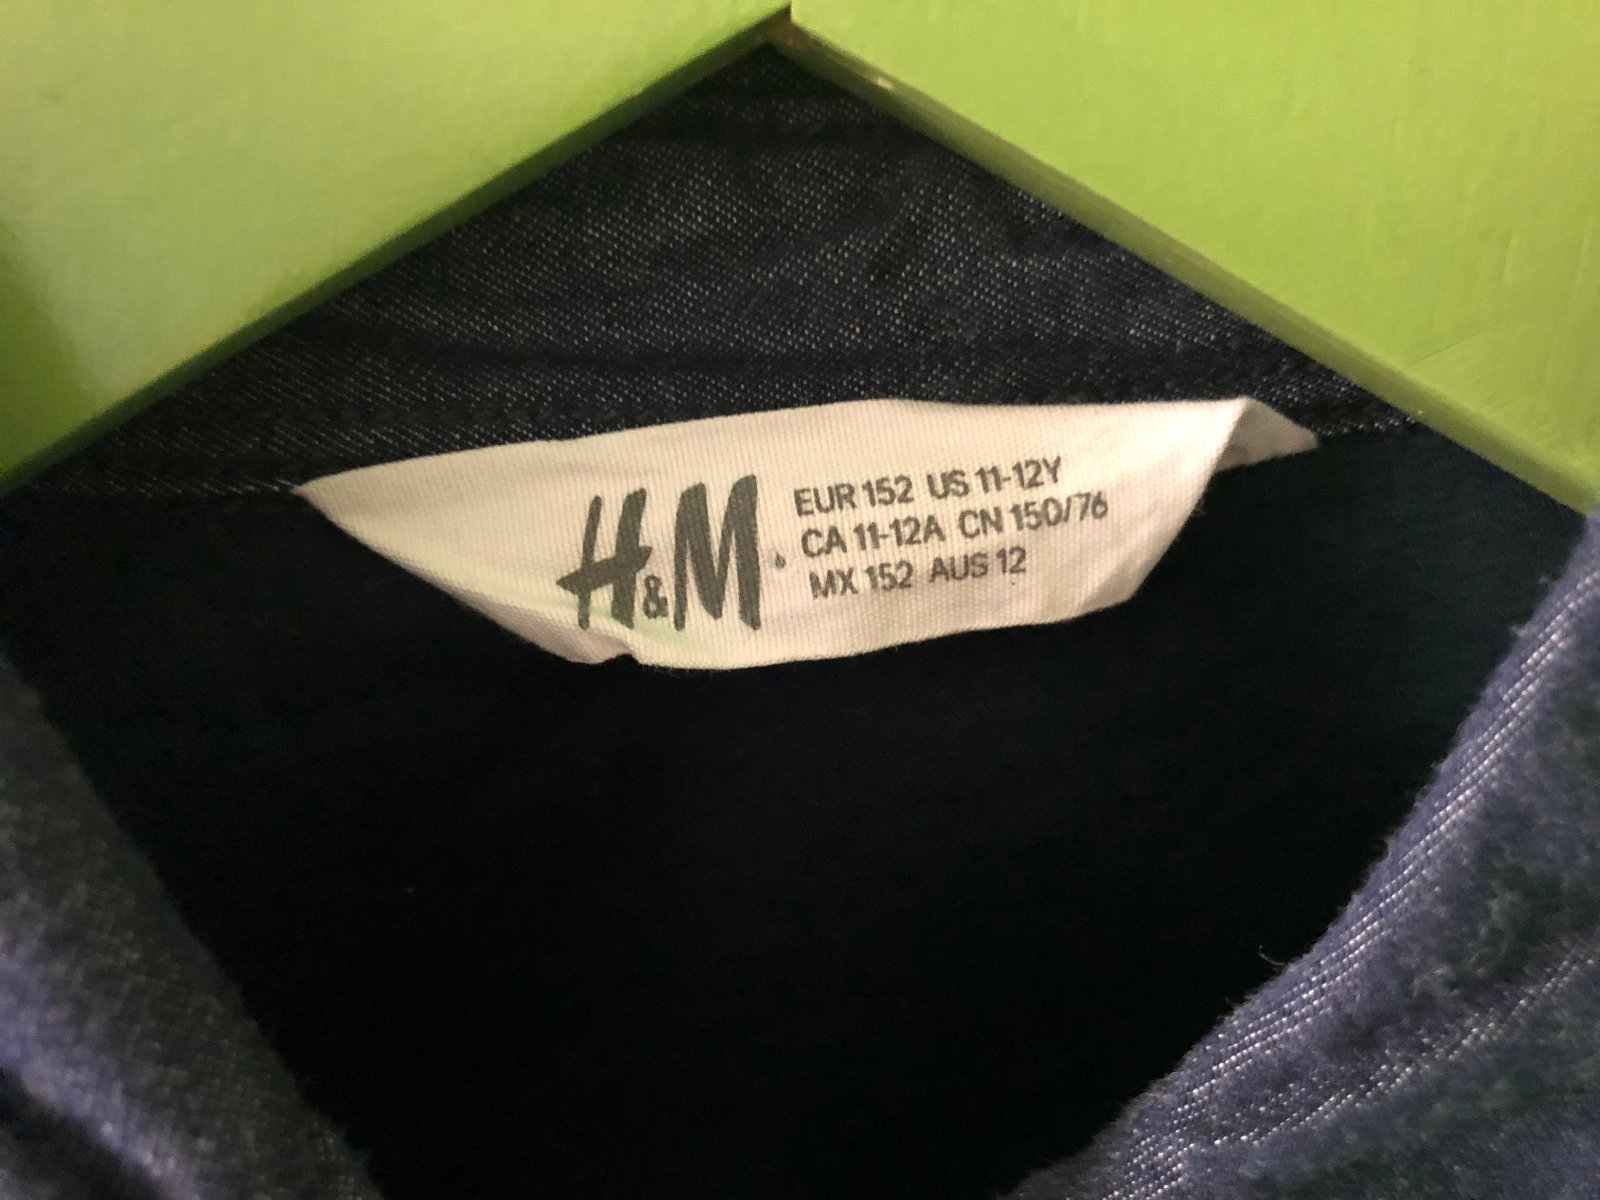 H&M
EUR 152 US 11-12Y
CA 11-12A CN 150/76
MX 152 AUS 12